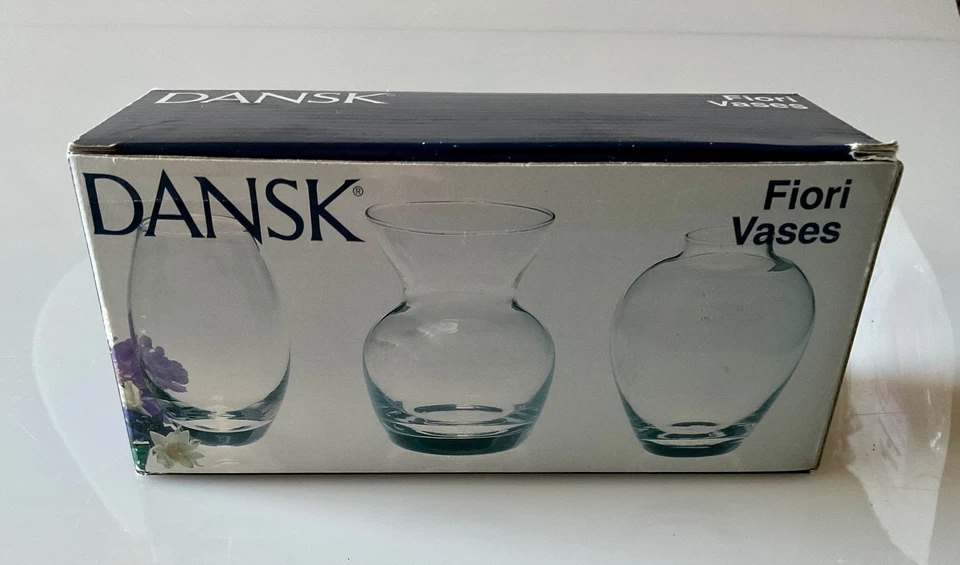 DANSK
Fiori
Vases
DANSK®
Fiori
Vases